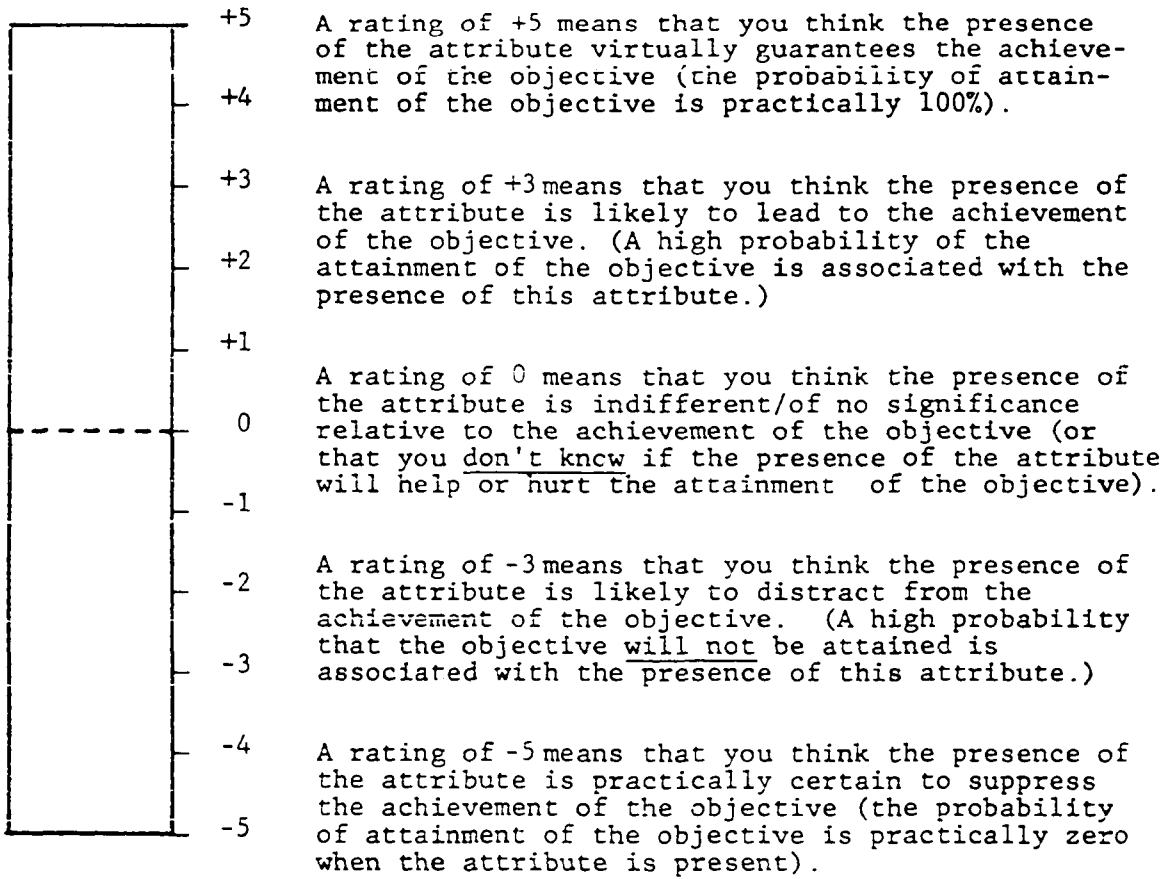 +5 A rating of +5 means that you think the presence
of the attribute virtually guarantees the achieve-
ment of the objective (the probability of attain-
+4 ment of the objective is practically 100%).
+3 A rating of +3 means that you think the presence of
the attribute is likely to lead to the achievement
of the objective. (A high probability of the
+2 attainment of the objective is associated with the
presence of this attribute.)
+1
A rating of 0 means that you think the presence of
the attribute is indifferent/of no significance
0 relative to the achievement of the objective (or
that you don't kncw if the presence of the attribute
will help or hurt the attainment of the objective).
-1
A rating of -3 means that you think the presence of
-2 the attribute is likely to distract from the
achievement of the objective. (A high probability
that the objective will not be attained is
-3 associated with the presence of this attribute.)
-4 A rating of -5 means that you think the presence of
the attribute is practically certain to suppress
the achievement of the objective (the probability
-5 of attainment of the objective is practically zero
when the attribute is present).